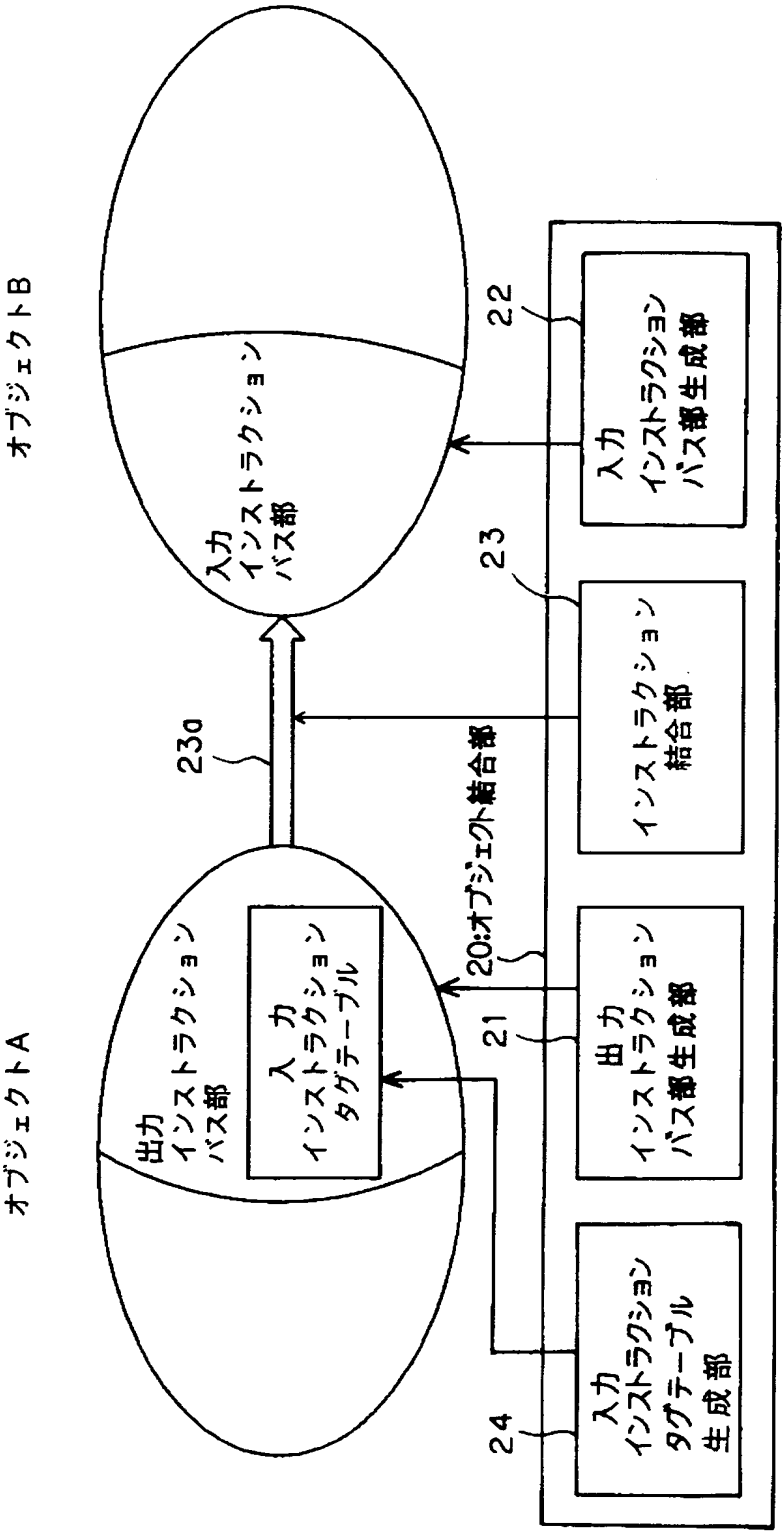 オブジェクトA
オブジェクトB
出力
インストラクション
バス部
入 力
インストラクション
タグテーブル
23a
入力
インストラクション
バス部
20:オブジェクト結合部
24
入力
インストラクション
タグテーブル
生成部
21
出 力
インストラクション
バス部生成部
23
インストラクション
結合部
22
入力
インストラクション
バス部生成部